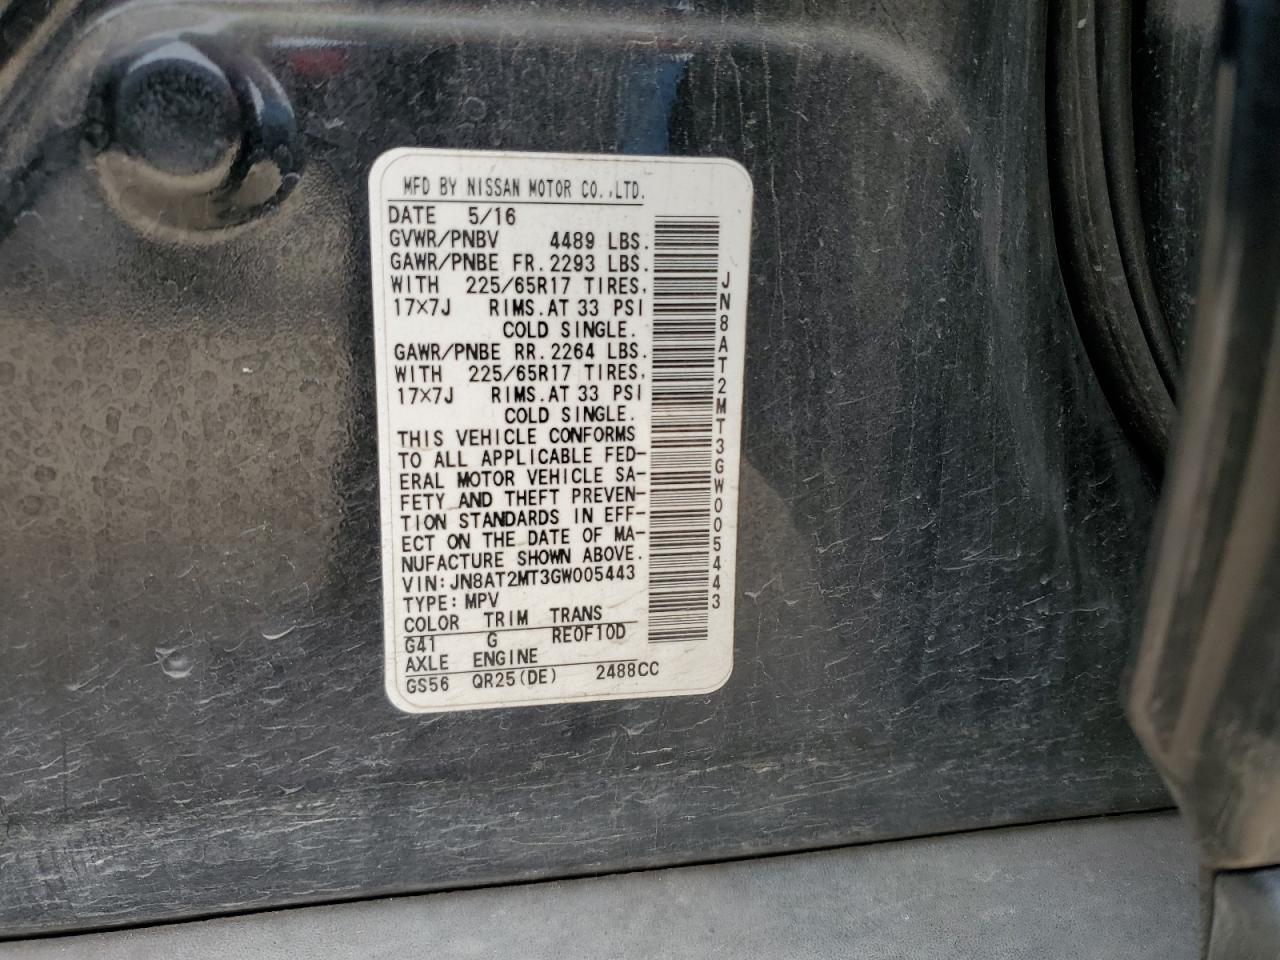 MFD BY NISSAN MOTOR CO.,LTD.
DATE 5/16
GVWR/PNBV 4489 LBS.
GAWR/PNBE FR. 2293 LBS.
WITH 225/65R17 TIRES.
17×7J RIMS. AT 33 PSI
COLD SINGLE.
GAWR/PNBE RR. 2264 LBS.
WITH 225/65R17 TIRES.
17×7J RIMS. AT 33 PSI
COLD SINGLE.
THIS VEHICLE CONFORMS
TO ALL APPLICABLE FED-
ERAL MOTOR VEHICLE SA-
FETY AND THEFT PREVEN-
TION STANDARDS IN EFF-
ECT ON THE DATE OF MA-
NUFACTURE SHOWN ABOVE.
VIN: JN8AT2MT3GW005443
TYPE: MPV
COLOR TRIM TRANS
G41 G RE0F10D
AXLE ENGINE
GS56 QR25(DE) 2488CC
JN8AT2MT3GW005443